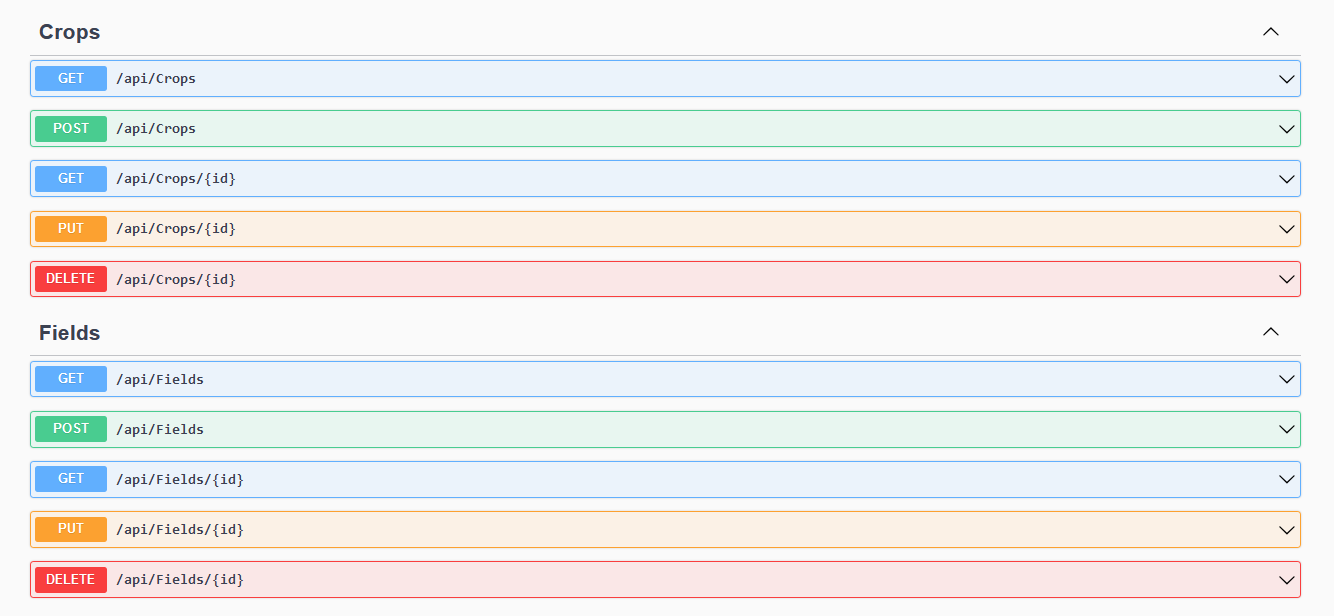 Crops
GET /api/Crops
POST /api/Crops
GET /api/Crops/{id}
PUT /api/Crops/{id}
DELETE /api/Crops/{id}
Fields
GET /api/Fields
POST /api/Fields
GET /api/Fields/{id}
PUT /api/Fields/{id}
DELETE /api/Fields/{id}